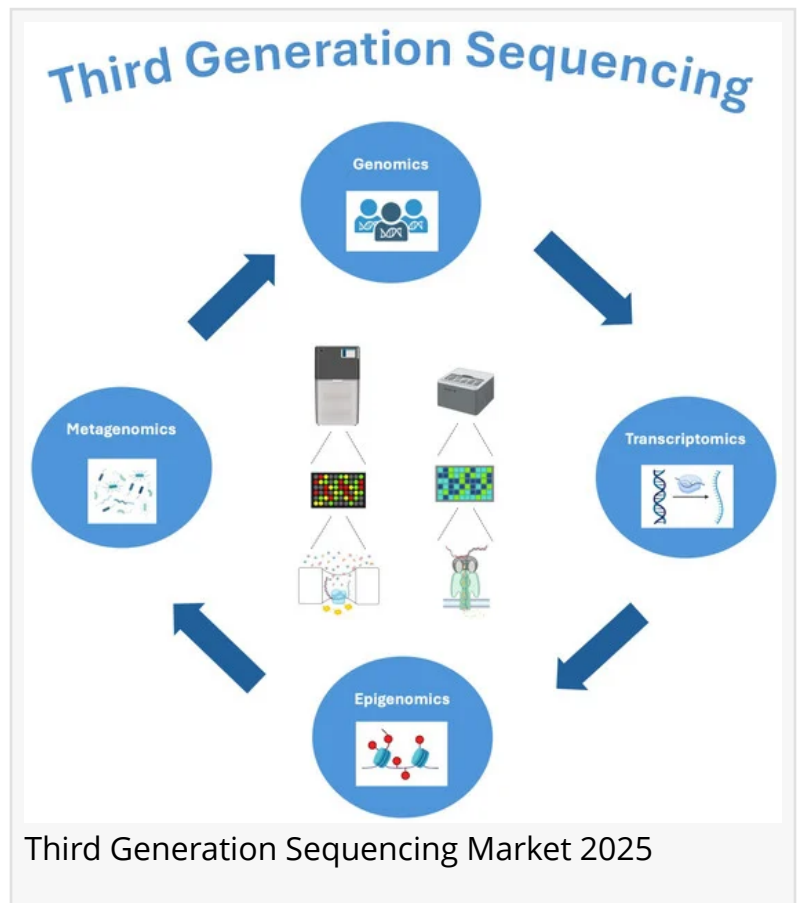 Third Generation Sequencing
Genomics
Metagenomics
Transcriptomics
Epigenomics
Third Generation Sequencing Market 2025